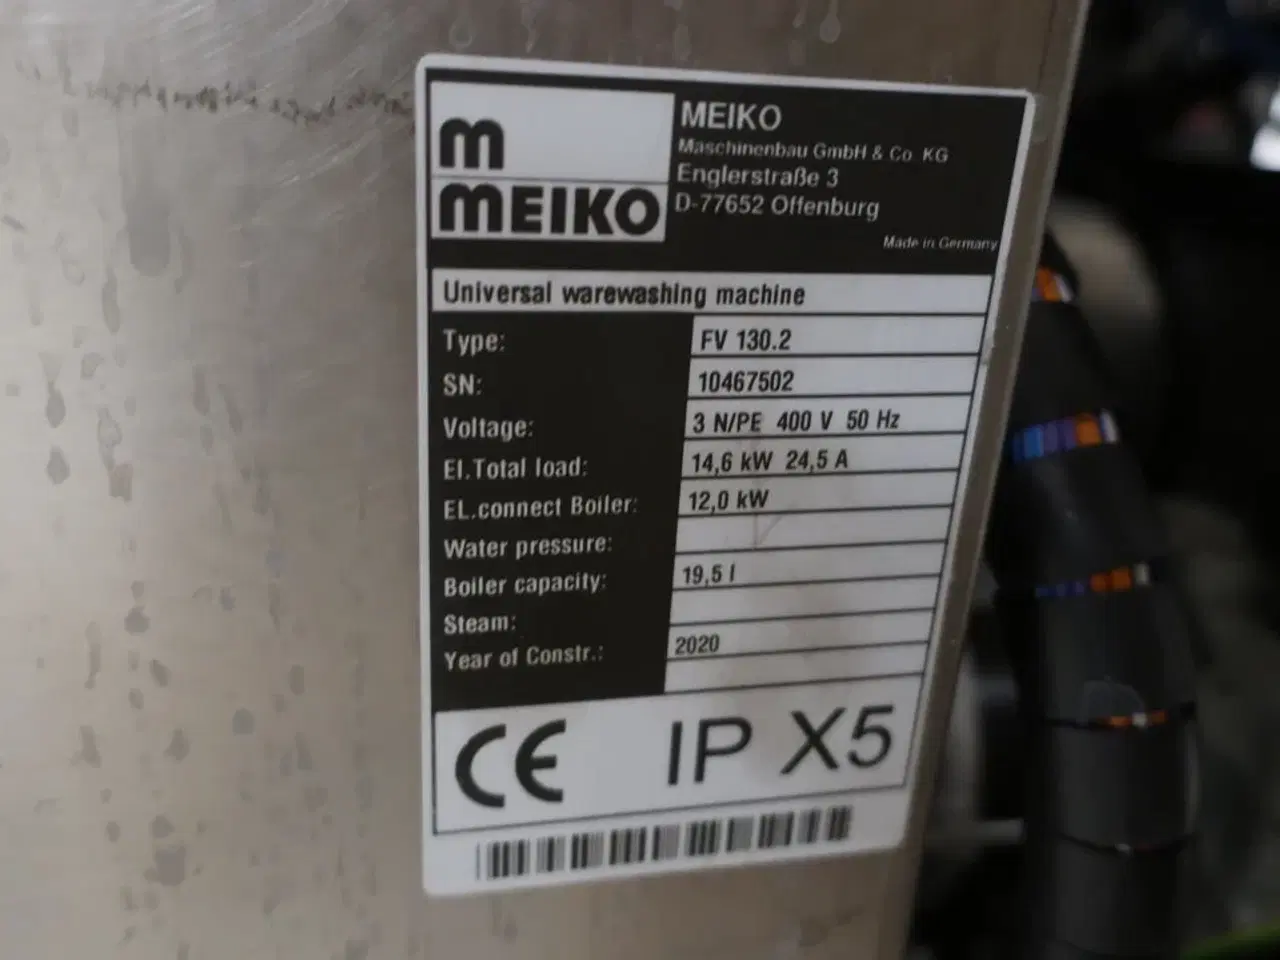 m
MEIKO
MEIKO
Maschinenbau GmbH & Co. KG
Englerstraße 3
D-77652 Offenburg
Made in Germany
Universal warewashing machine
Type: FV 130.2
SN: 10467502
Voltage: 3 N/PE 400 V 50 Hz
El.Total load: 14,6 kW 24,5 A
EL.connect Boiler: 12,0 kW
Water pressure:
Boiler capacity: 19,5 l
Steam:
Year of Constr.: 2020
CE IP X5